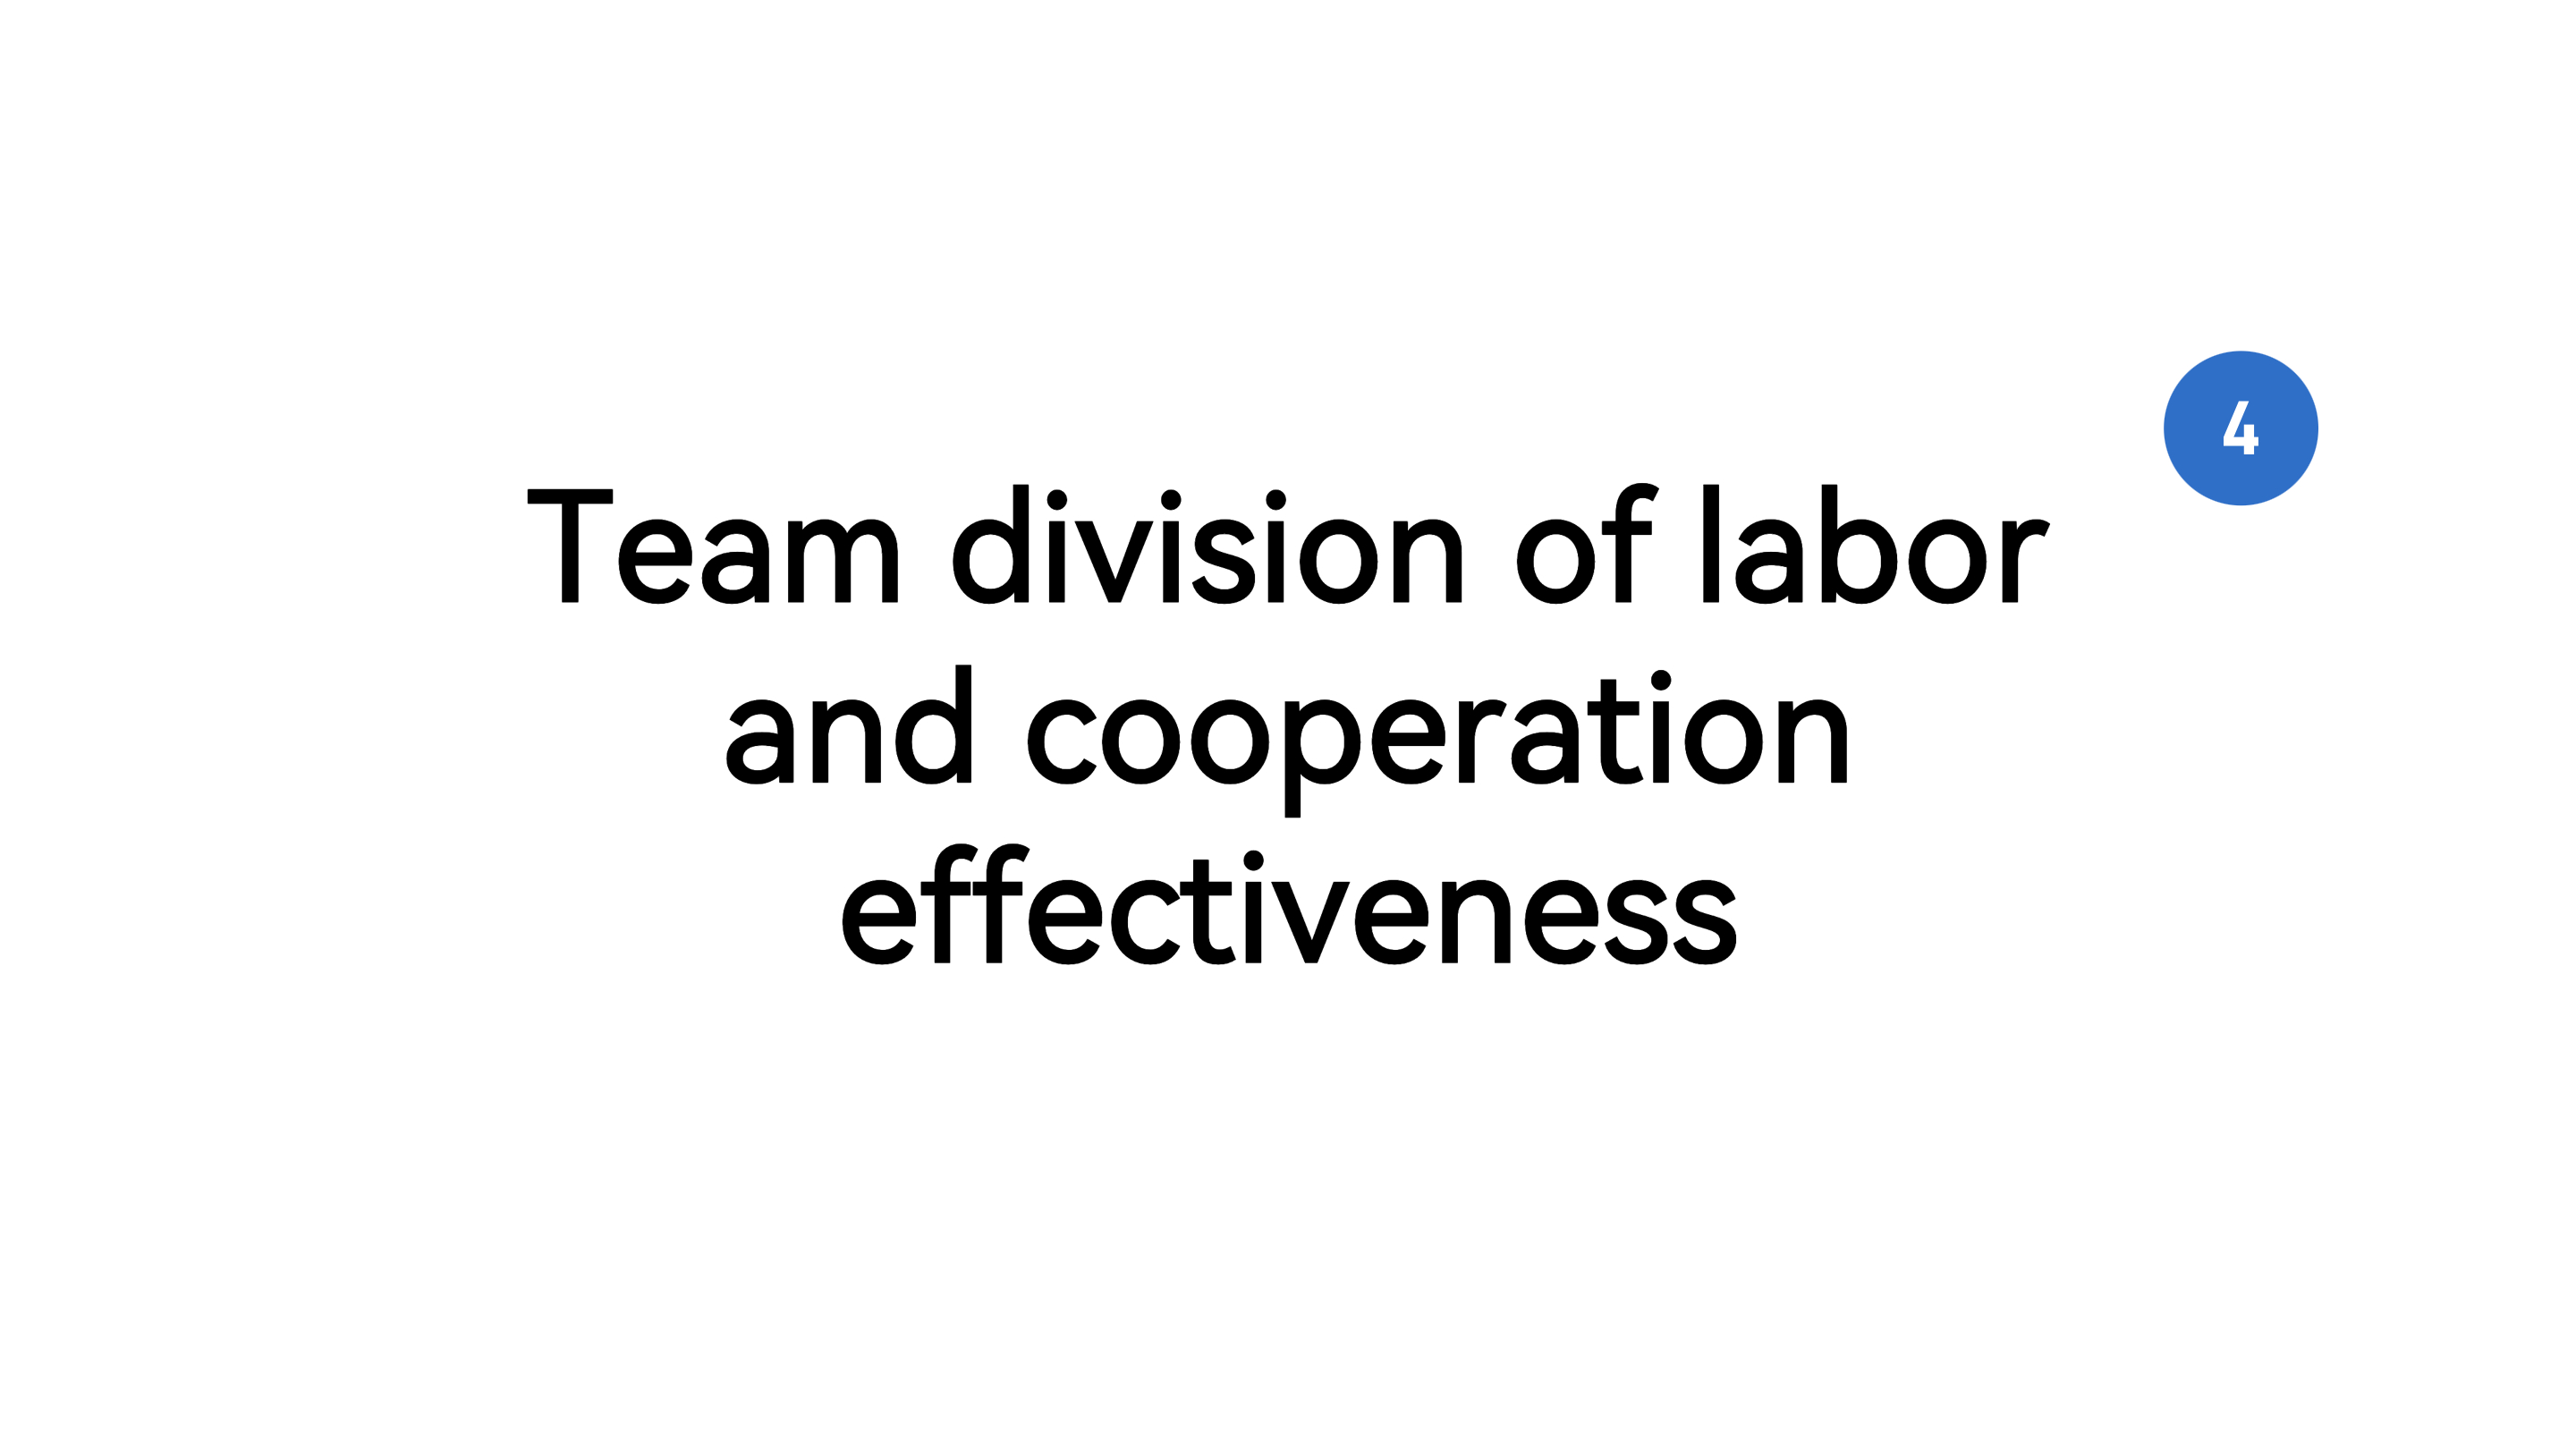 4
Team division of labor
and cooperation
effectiveness